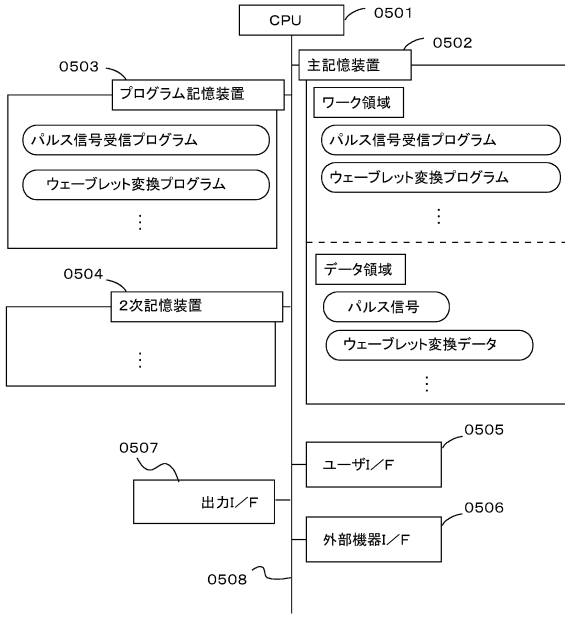 CPU
0501
0502
主記憶装置
0503
プログラム記憶装置
ワーク領域
パルス信号受信プログラム
ウェーブレット変換プログラム
⋮
パルス信号受信プログラム
ウェーブレット変換プログラム
⋮
0504
2次記憶装置
⋮
データ領域
パルス信号
ウェーブレット変換データ
⋮
0505
ユーザI/F
0507
出力I/F
0506
外部機器I/F
0508